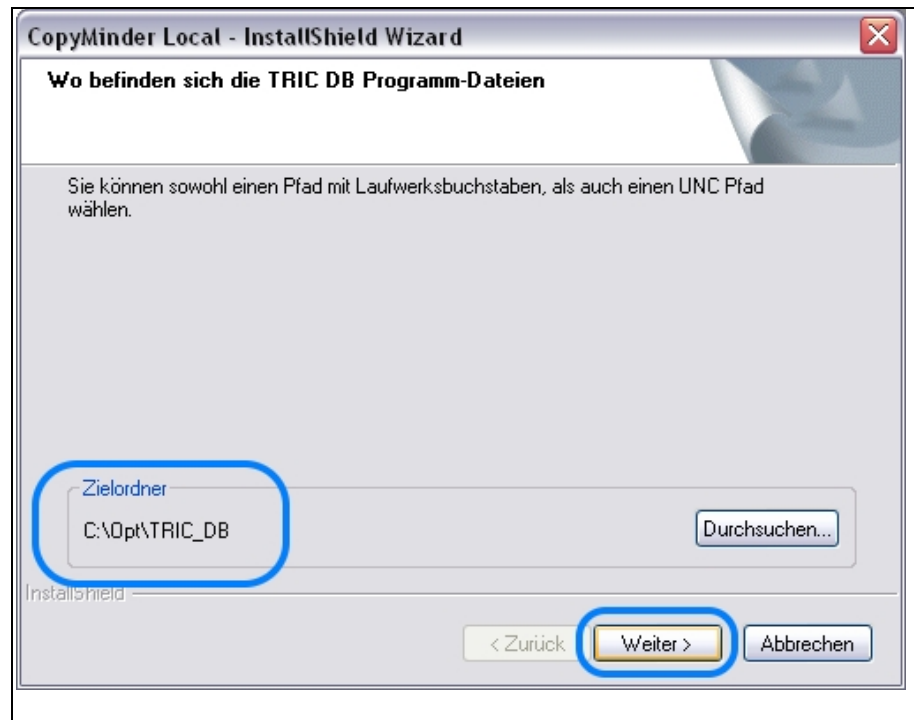 CopyMinder Local - InstallShield Wizard
Wo befinden sich die TRIC DB Programm-Dateien
Sie können sowohl einen Pfad mit Laufwerksbuchstaben, als auch einen UNC Pfad
wählen.
Zielordner
C:\Opt\TRIC_DB
Durchsuchen...
InstallShield
< Zurück
Weiter >
Abbrechen